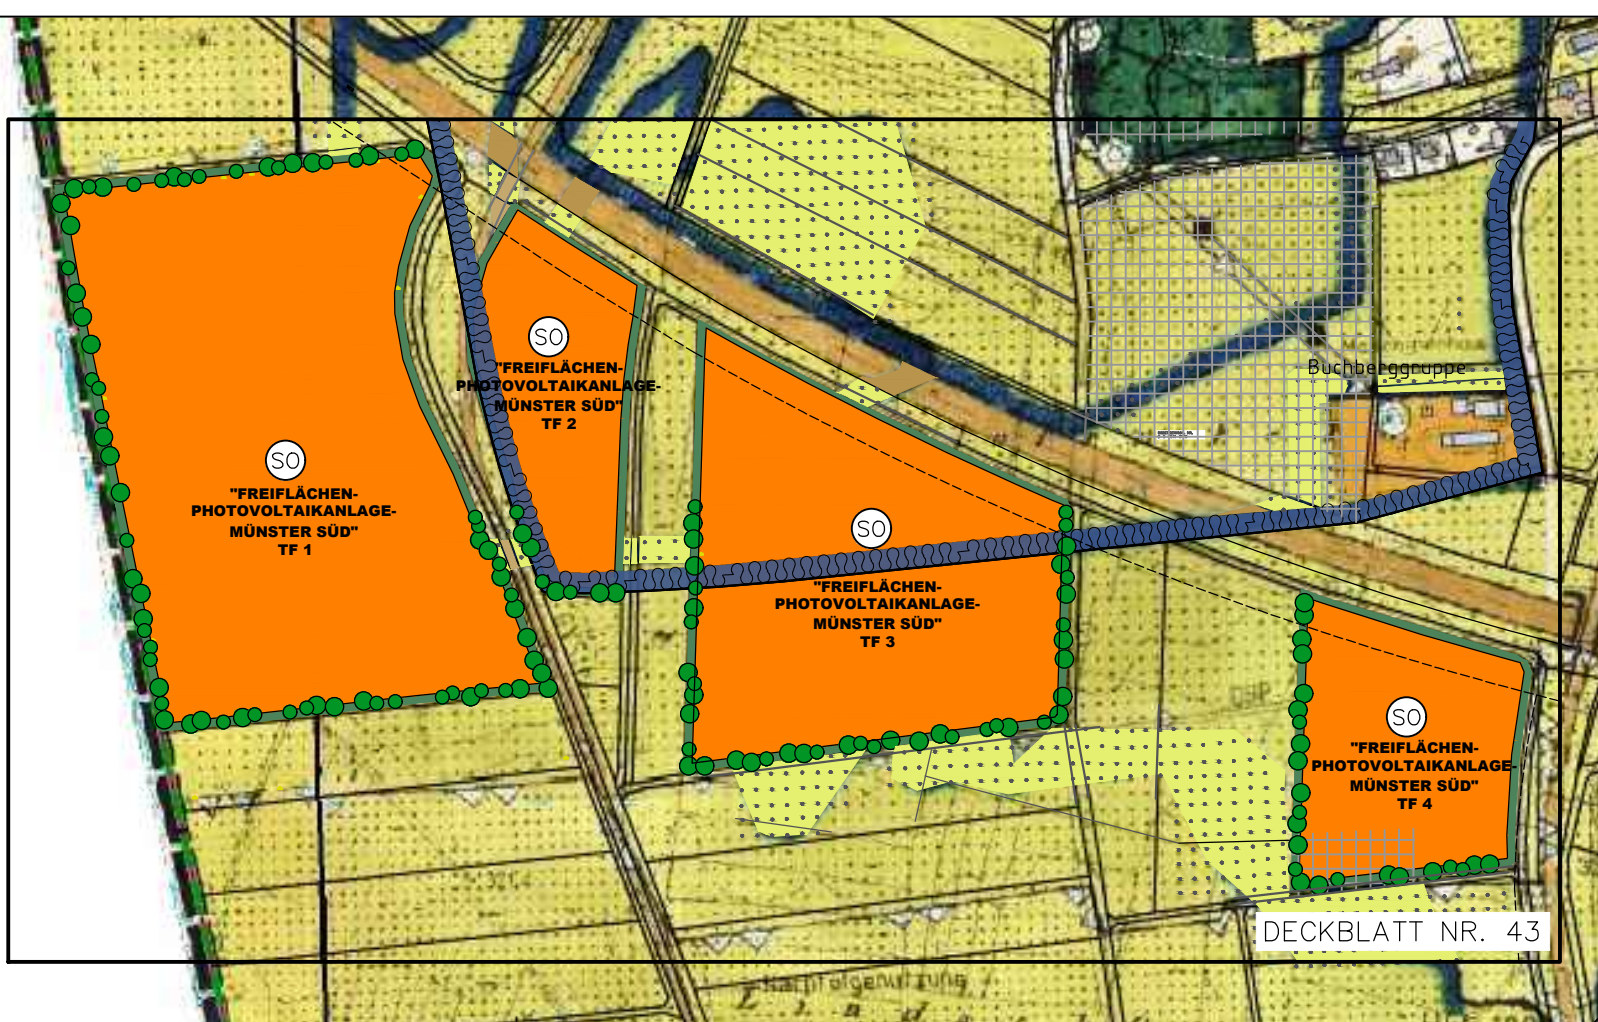 SO
"FREIFLÄCHEN-
PHOTOVOLTAIKANLAGE-
MÜNSTER SÜD"
TF 2
Buchberggruppe
SO
"FREIFLÄCHEN-
PHOTOVOLTAIKANLAGE-
MÜNSTER SÜD"
TF 1
SO
"FREIFLÄCHEN-
PHOTOVOLTAIKANLAGE-
MÜNSTER SÜD"
TF 3
SO
"FREIFLÄCHEN-
PHOTOVOLTAIKANLAGE-
MÜNSTER SÜD"
TF 4
DECKBLATT NR. 43
Nachfolgenutzung